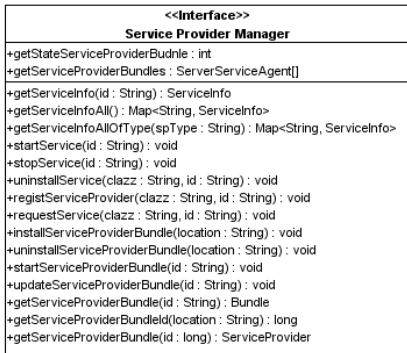 <<Interface>>
Service Provider Manager
+getStateServiceProviderBudnle : int
+getServiceProviderBundles : ServerServiceAgent[]
+getServiceInfo(id : String) : ServiceInfo
+getServiceInfoAll() : Map<String, ServiceInfo>
+getServiceInfoAllOfType(spType : String) : Map<String, ServiceInfo>
+startService(id : String) : void
+stopService(id : String) : void
+uninstallService(clazz : String, id : String) : void
+registServiceProvider(clazz : String, id : String) : void
+requestService(clazz : String, id : String) : void
+installServiceProviderBundle(location : String) : void
+uninstallServiceProviderBundle(location : String) : void
+startServiceProviderBundle(id : String) : void
+updateServiceProviderBundle(id : String) : void
+getServiceProviderBundle(id : String) : Bundle
+getServiceProviderBundleId(location : String) : long
+getServiceProviderBundle(id : long) : ServiceProvider